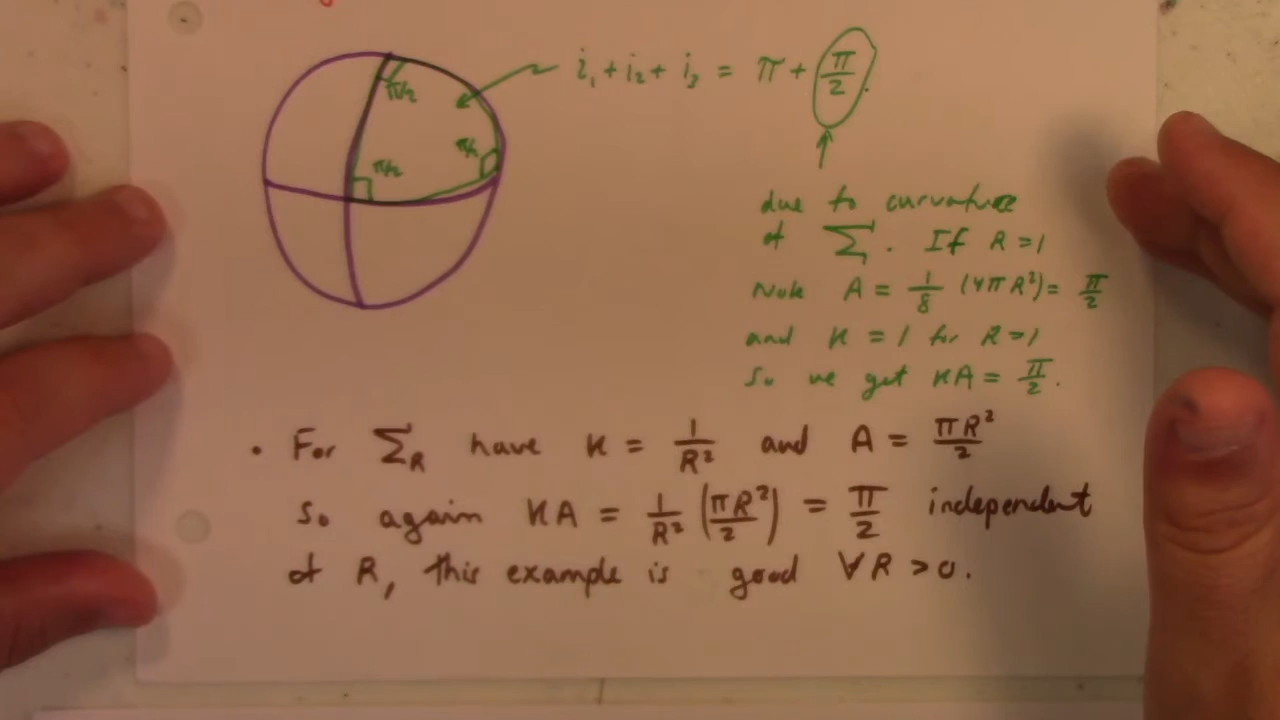 i₁ + i₂ + i₃ = π + π/2.
π/2
π/2
π/2
due to curvature
of Σ. If R = 1
Note A = 1/8 (4πR²) = π/2
and K = 1 for R = 1
So we get KA = π/2.
• For Σ_R have K = 1/R² and A = πR²/2
So again KA = 1/R² (πR²/2) = π/2 independent
of R, this example is good ∀R > 0.